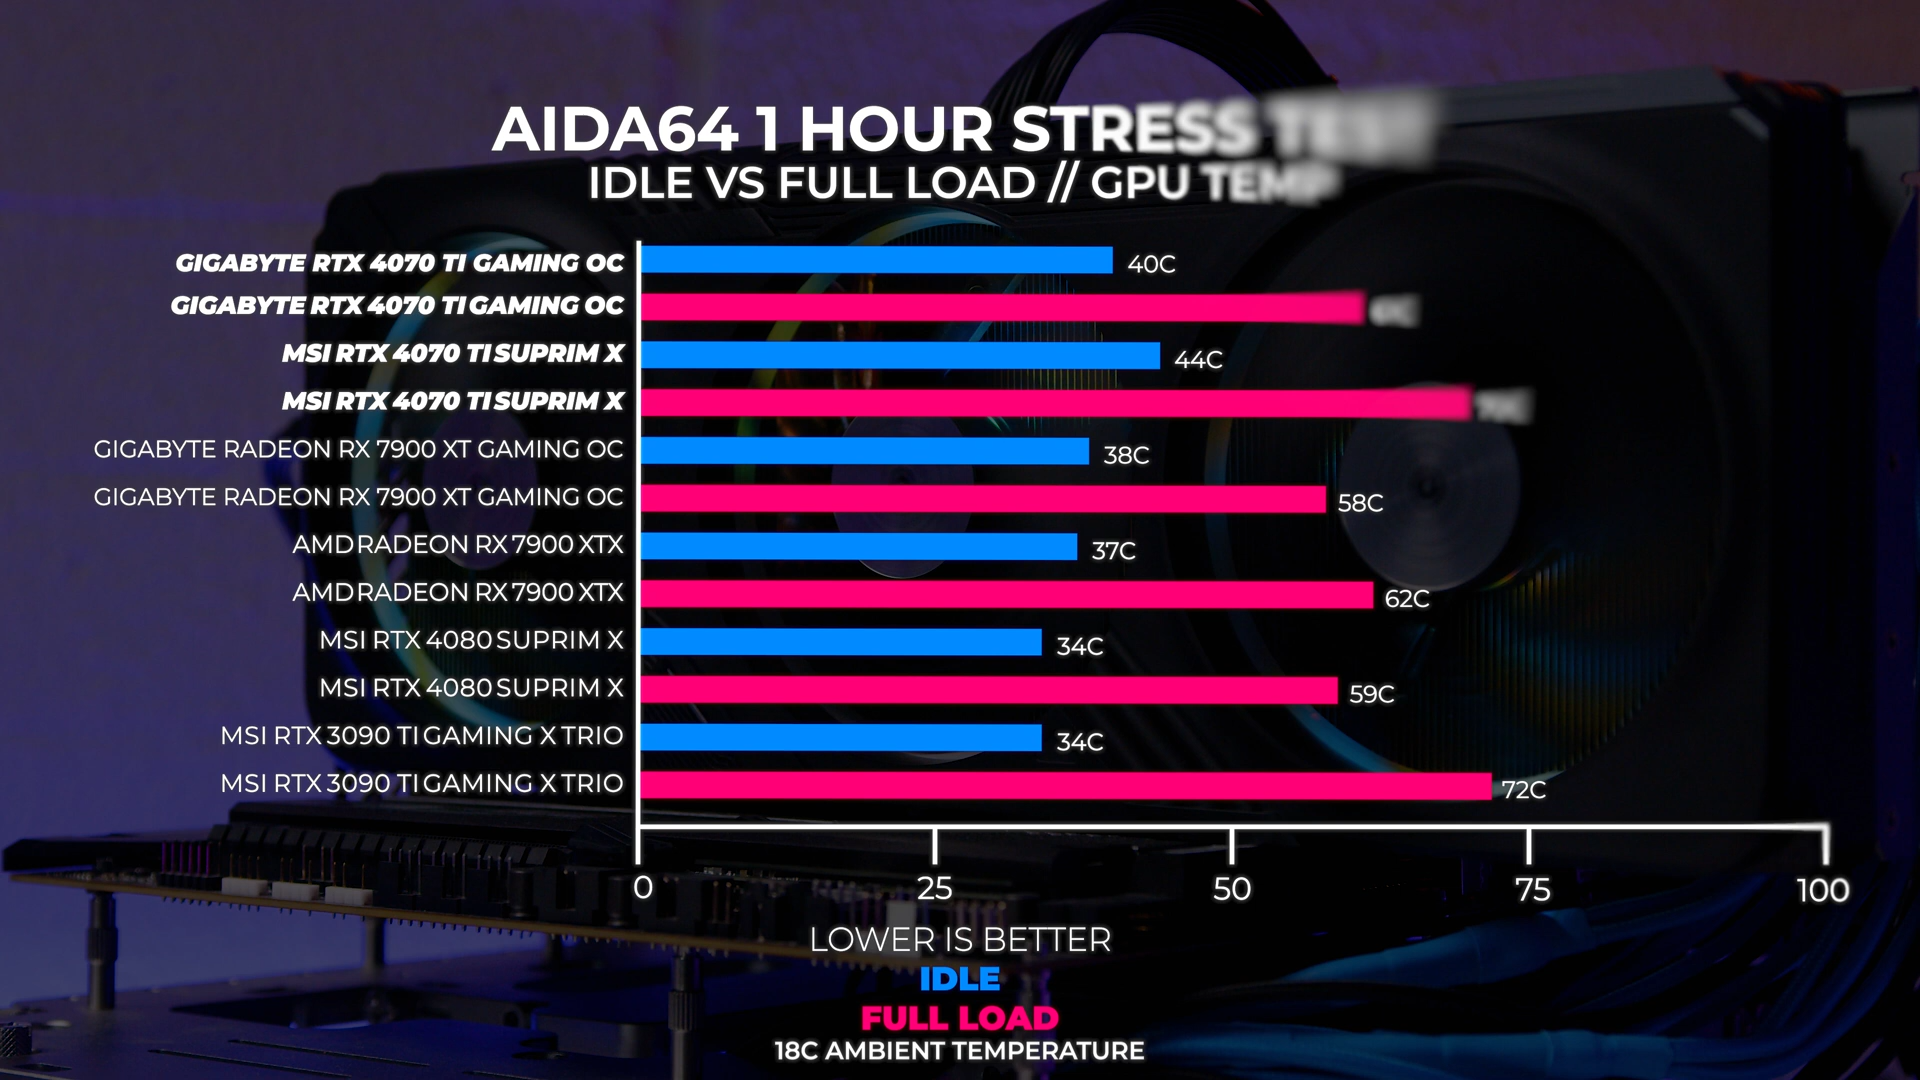 AIDA64 1 HOUR STRESS TEST
IDLE VS FULL LOAD // GPU TEMP
GIGABYTE RTX 4070 TI GAMING OC 40C
GIGABYTE RTX 4070 TI GAMING OC
MSI RTX 4070 TI SUPRIM X 44C
MSI RTX 4070 TI SUPRIM X
GIGABYTE RADEON RX 7900 XT GAMING OC 38C
GIGABYTE RADEON RX 7900 XT GAMING OC 58C
AMD RADEON RX 7900 XTX 37C
AMD RADEON RX 7900 XTX 62C
MSI RTX 4080 SUPRIM X 34C
MSI RTX 4080 SUPRIM X 59C
MSI RTX 3090 TI GAMING X TRIO 34C
MSI RTX 3090 TI GAMING X TRIO 72C
0 25 50 75 100
LOWER IS BETTER
IDLE
FULL LOAD
18C AMBIENT TEMPERATURE